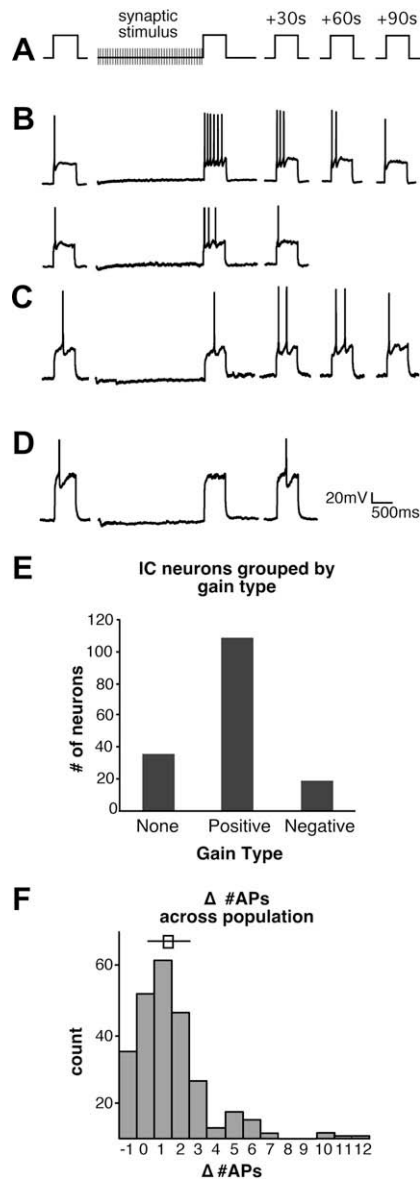 synaptic
stimulus
+30s +60s +90s
A
B
C
D
20mV
500ms
E
IC neurons grouped by
gain type
120
100
80
60
40
20
0
# of neurons
None Positive Negative
Gain Type
F
Δ #APs
across population
60
40
20
count
-1 0 1 2 3 4 5 6 7 8 9 10 11 12
Δ #APs